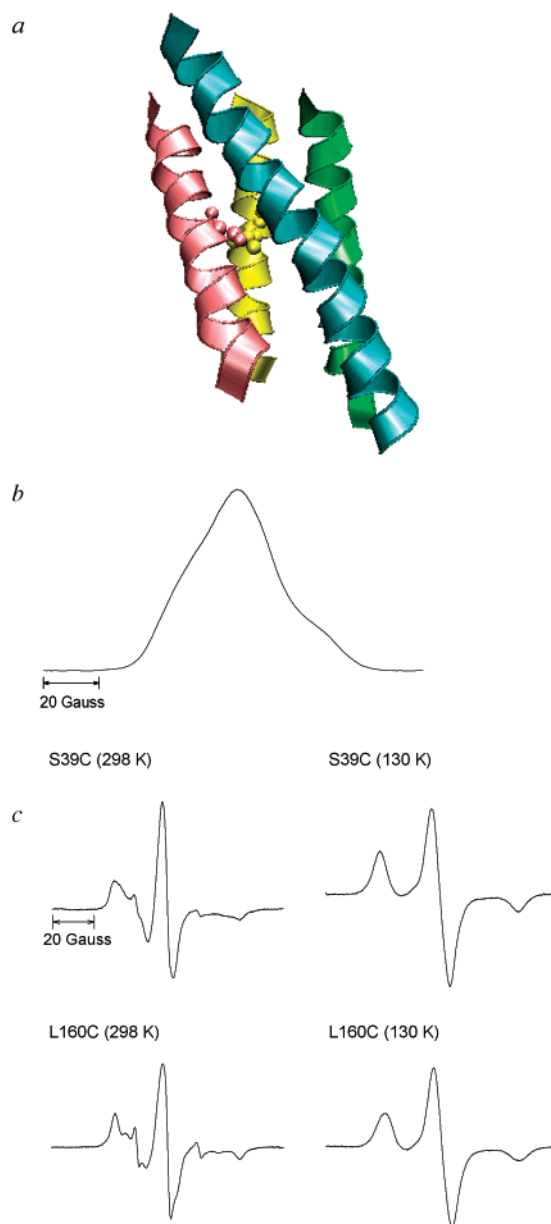 a
b
20 Gauss
S39C (298 K)
S39C (130 K)
c
20 Gauss
L160C (298 K)
L160C (130 K)